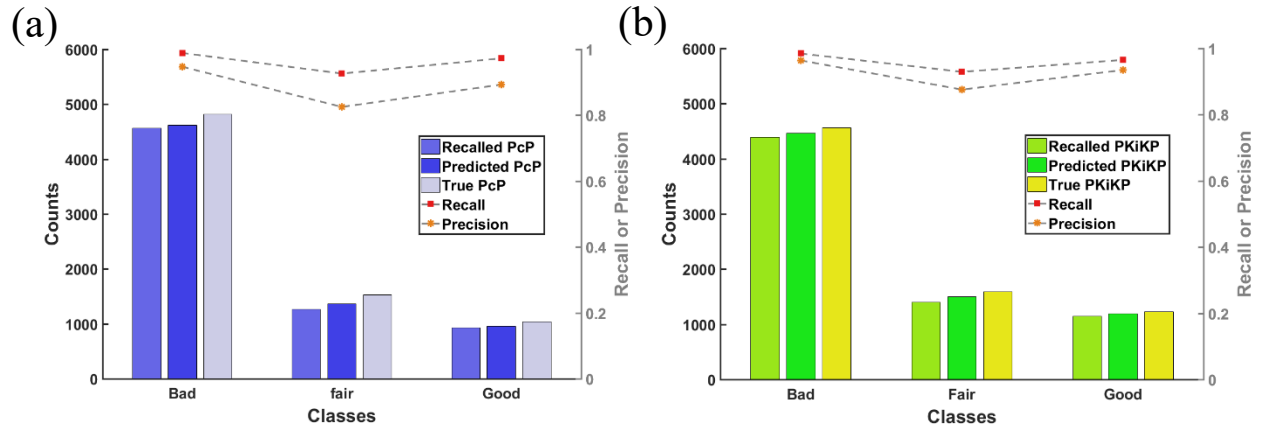 (a)
6000
5000
4000
3000
2000
1000
0
Counts
Bad
fair
Good
Classes
1
0.8
0.6
0.4
0.2
0
Recall or Precision
Recalled PcP
Predicted PcP
True PcP
Recall
Precision
(b)
6000
5000
4000
3000
2000
1000
0
Counts
Bad
Fair
Good
Classes
1
0.8
0.6
0.4
0.2
0
Recall or Precision
Recalled PKiKP
Predicted PKiKP
True PKiKP
Recall
Precision